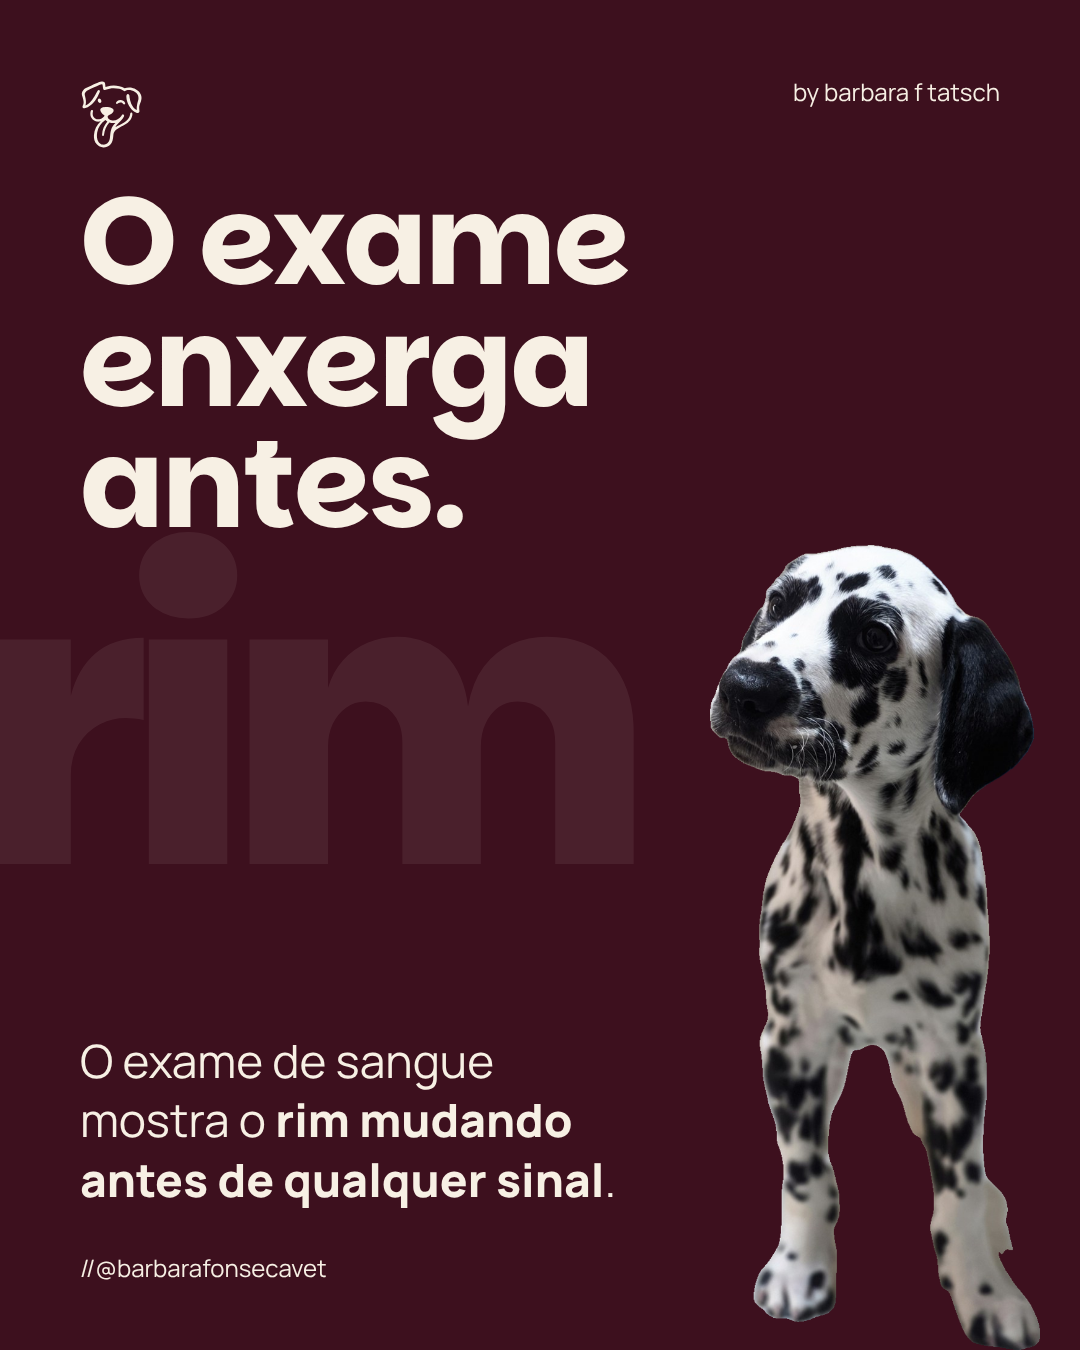 by barbara f tatsch
O exame
enxerga
antes.
rim
O exame de sangue
mostra o rim mudando
antes de qualquer sinal.
//@barbarafonsecavet